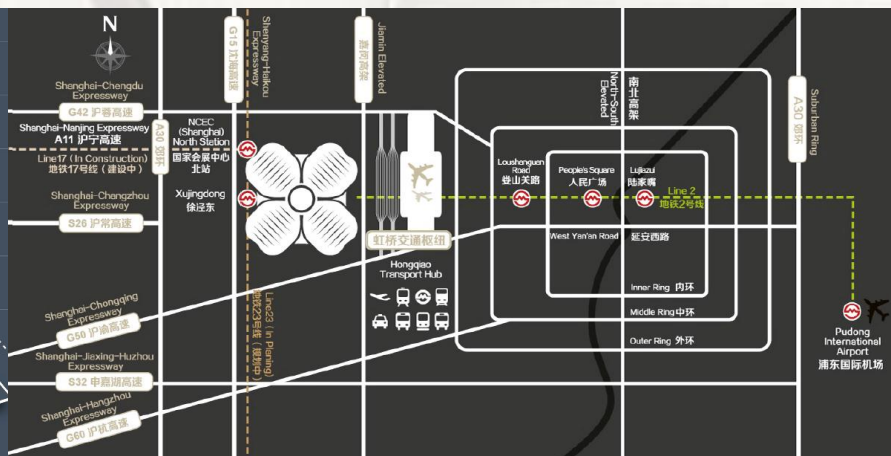 N
Shanghai-Chengdu
Expressway
G42 沪蓉高速
Shanghai-Nanjing Expressway
A11 沪宁高速
Line17 (In Construction)
地铁17号线(建设中)
Shanghai-Changzhou
Expressway
S26 沪常高速
Shanghai-Chongqing
Expressway
G50 沪渝高速
Shanghai-Jiaxing-Huzhou
Expressway
S32 申嘉湖高速
Shanghai-Hangzhou
Expressway
G60 沪杭高速
A30 郊环
G15 沈海高速
Shenyang-Haikou
Expressway
NCEC
(Shanghai)
North Station
国家会展中心
北站
Xujingdong
徐泾东
Line23 (In Planing)
地铁23号线(规划中)
Jiamin Elevated
嘉闵高架
虹桥交通枢纽
Hongqiao
Transport Hub
North-South
Elevated
南北高架
Loushanguan
Road
娄山关路
People's Square
人民广场
Lujiazui
陆家嘴
Line 2
地铁2号线
West Yan'an Road 延安西路
Inner Ring 内环
Middle Ring 中环
Outer Ring 外环
A30 郊环
Suburban Ring
Pudong
International
Airport
浦东国际机场